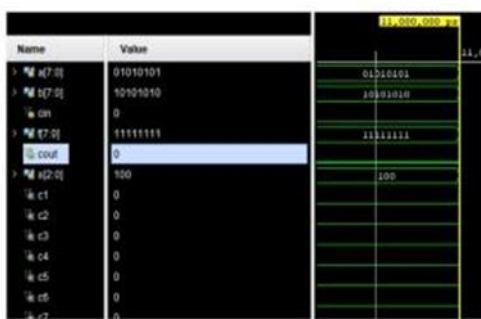 11,000,000 ps
11,
Name Value
a[7:0] 01010101 01010101
b[7:0] 10101010 10101010
cin 0
f[7:0] 11111111 11111111
cout 0
s[2:0] 100 100
c1 0
c2 0
c3 0
c4 0
c5 0
c6 0
c7 0